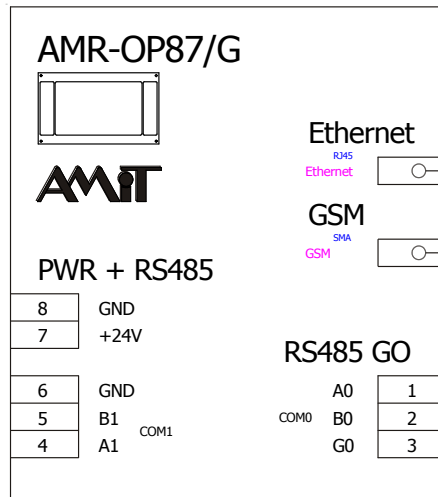 AMR-OP87/G
AMiT
Ethernet
RJ45
Ethernet
GSM
SMA
GSM
PWR + RS485
8 GND
7 +24V
6 GND
5 B1
COM1
4 A1
RS485 GO
A0 1
COM0 B0 2
G0 3